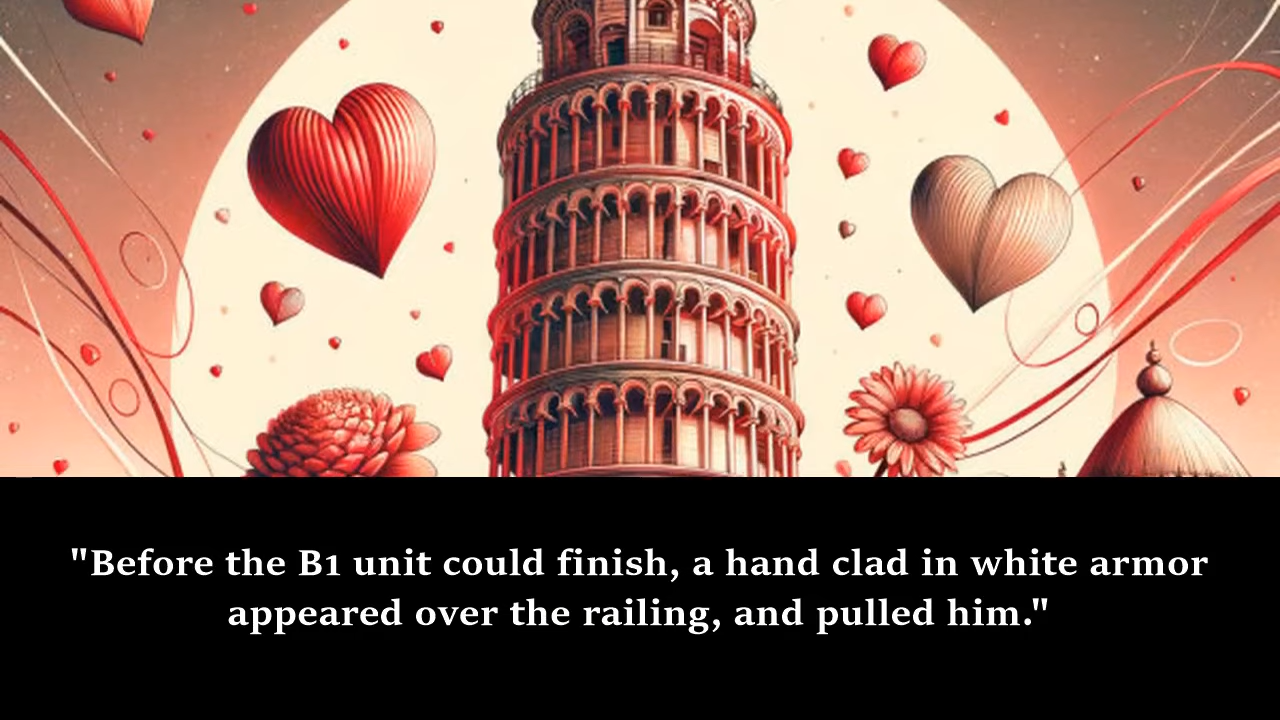 "Before the B1 unit could finish, a hand clad in white armor
appeared over the railing, and pulled him."